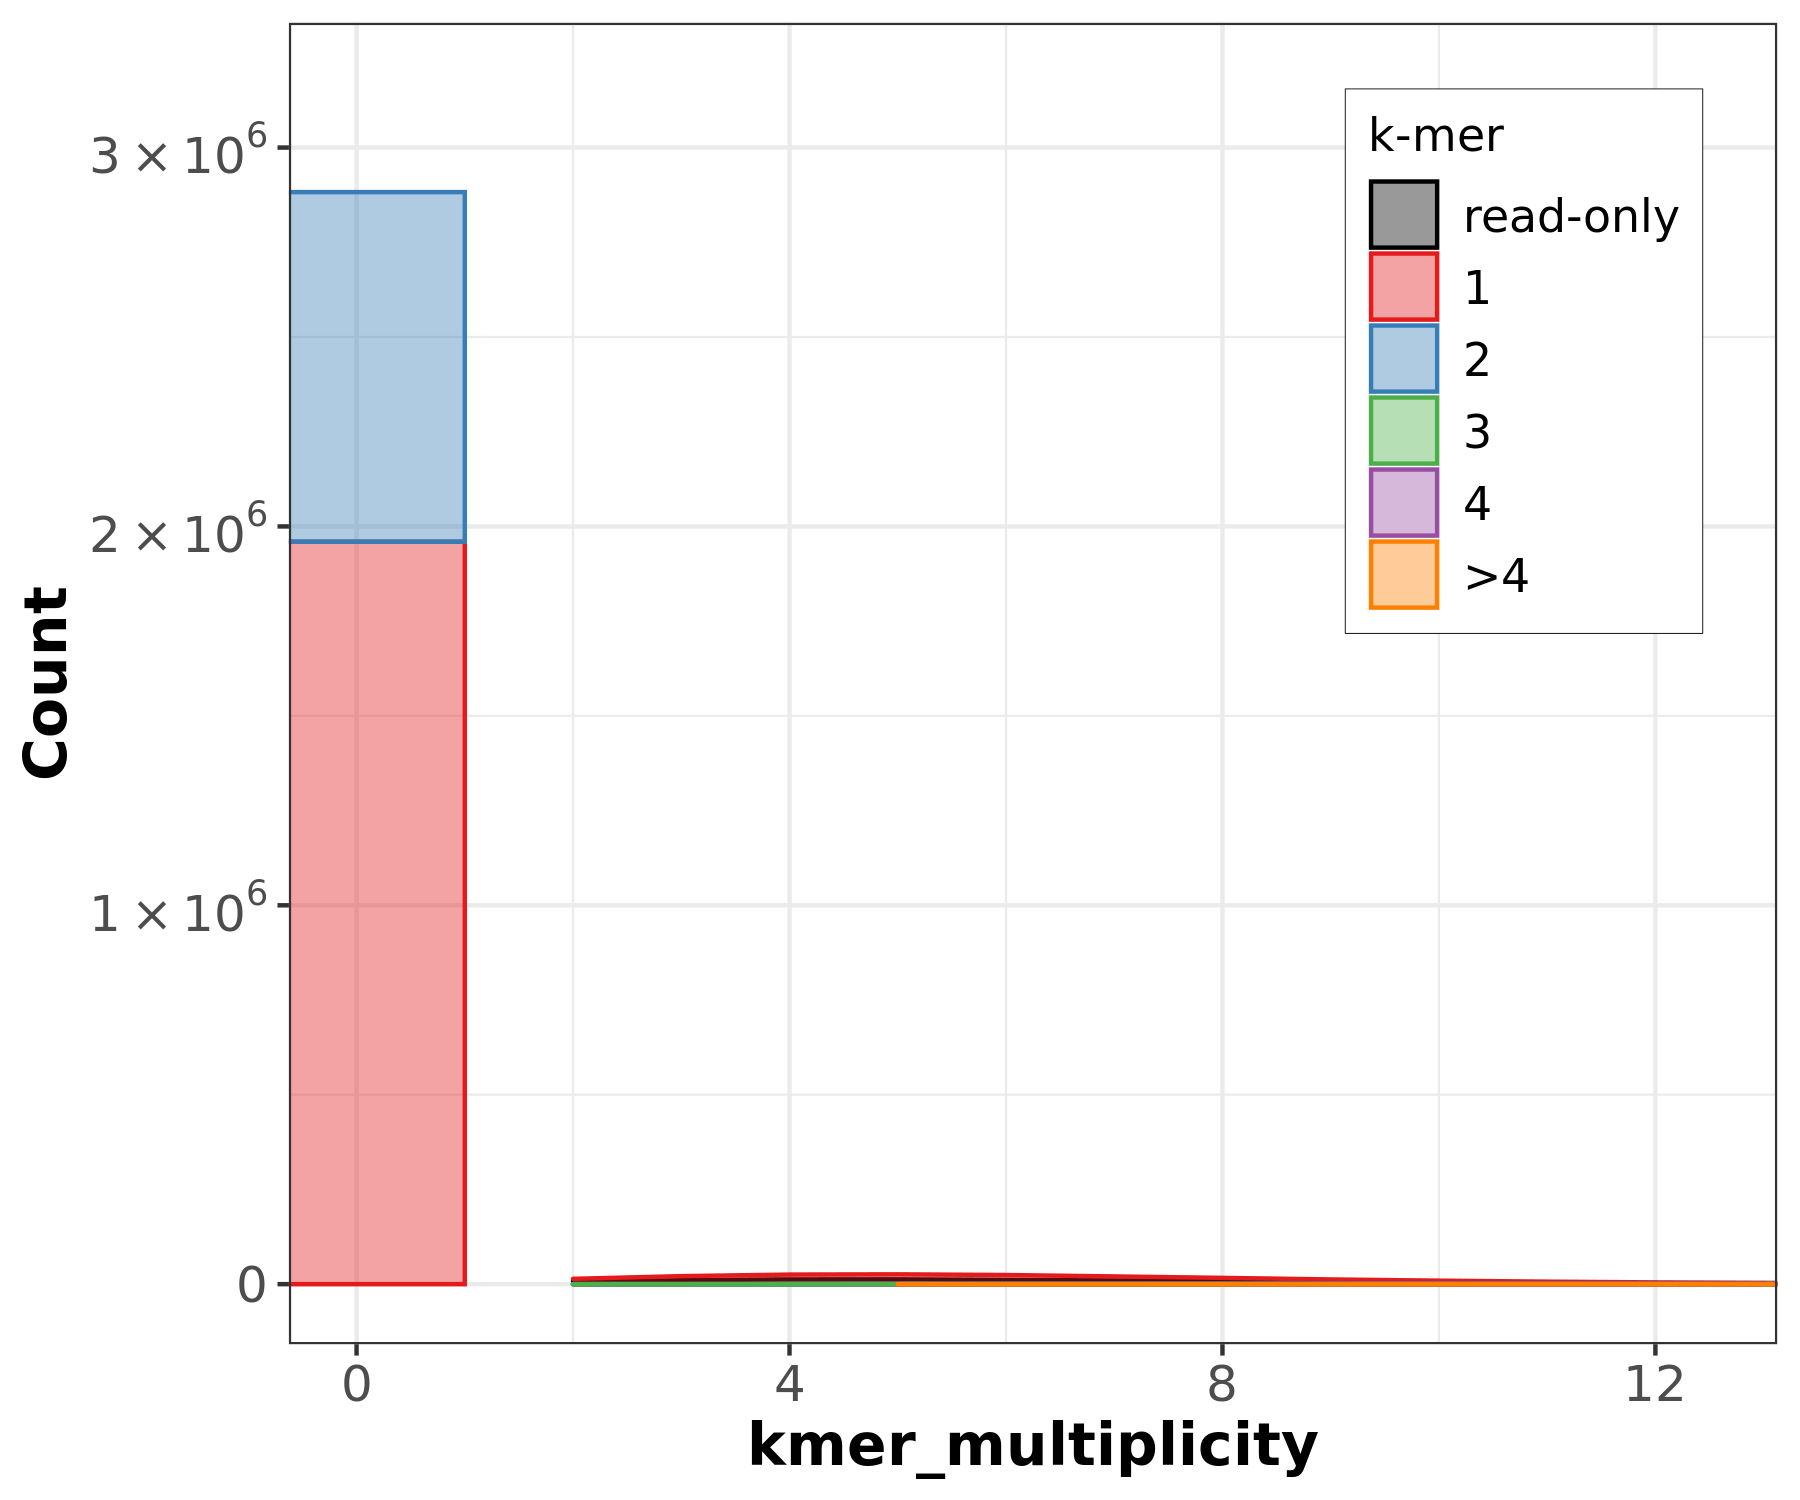 k-mer
read-only
1
2
3
4
>4
3 × 10⁶
2 × 10⁶
1 × 10⁶
0
Count
0 4 8 12
kmer_multiplicity